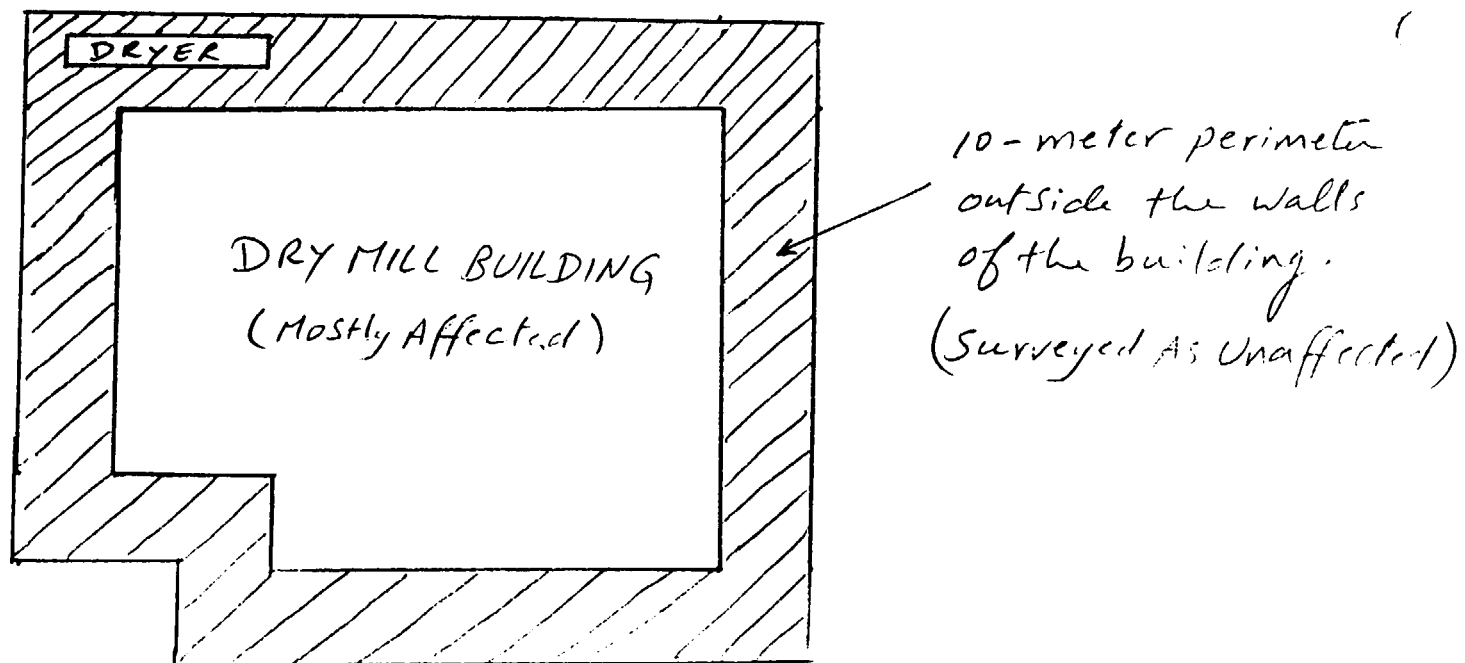 DRYER
DRY MILL BUILDING
(Mostly Affected)
10-meter perimeter
outside the walls
of the building.
(Surveyed As Unaffected)